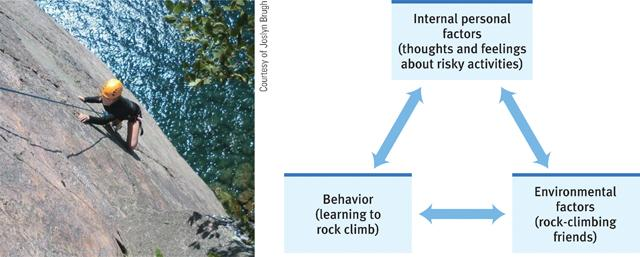 Courtesy of Joslyn Brugh
Internal personal
factors
(thoughts and feelings
about risky activities)
Behavior
(learning to
rock climb)
Environmental
factors
(rock-climbing
friends)